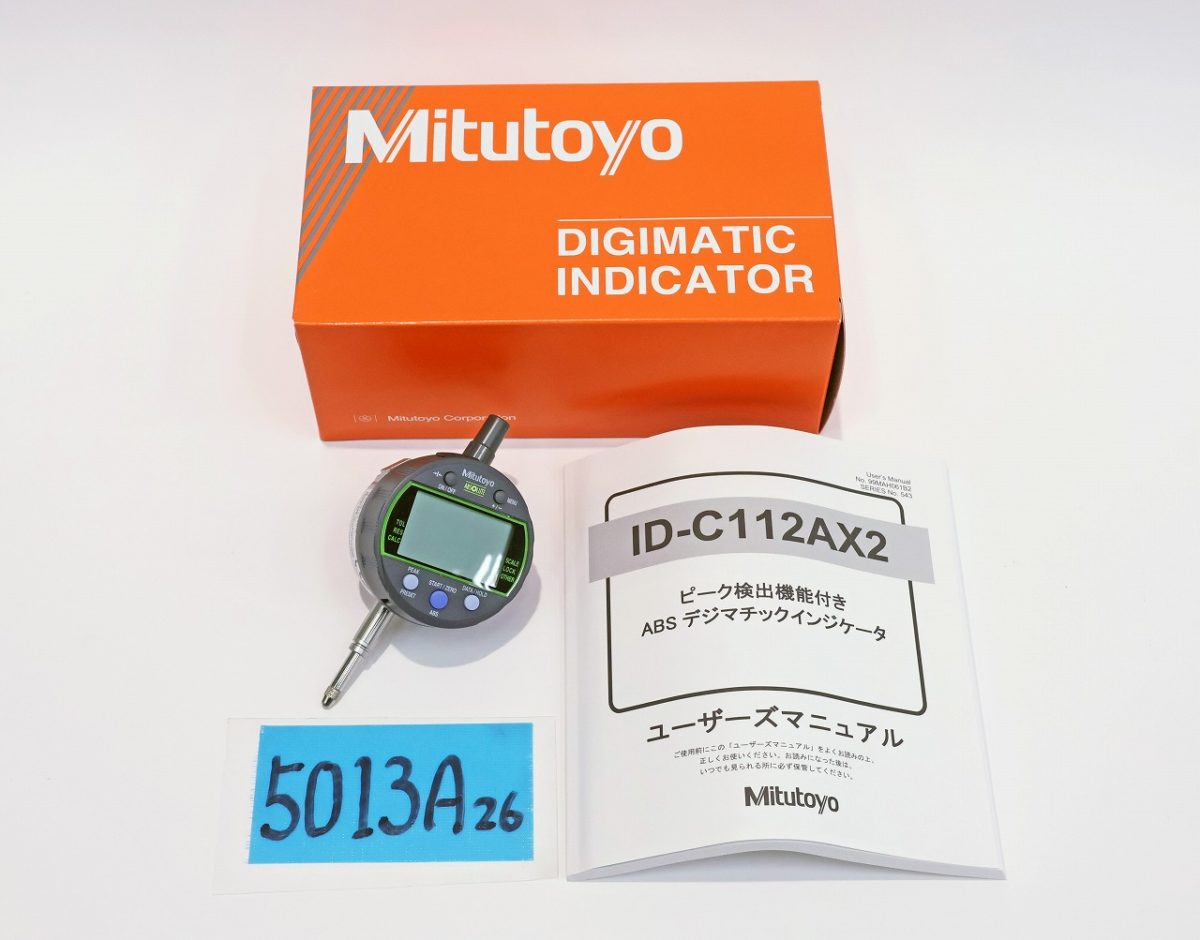 Mitutoyo
DIGIMATIC
INDICATOR
Mitutoyo Corporation
Mitutoyo
ABSOLUTE
ON/OFF
MENU
+/−
TOL
RES
CALC
SCALE
LOCK
OTHER
PEAK
PRESET
START/ZERO
ABS
DATA/HOLD
User's Manual
No. 99MAH061B2
SERIES No. 543
ID-C112AX2
ピーク検出機能付き
ABS デジマチックインジケータ
ユーザーズマニュアル
ご使用前にこの「ユーザーズマニュアル」をよくお読みの上、
正しくお使いください。お読みになった後は、
いつでも見られる所に必ず保管してください。
Mitutoyo
5013A26